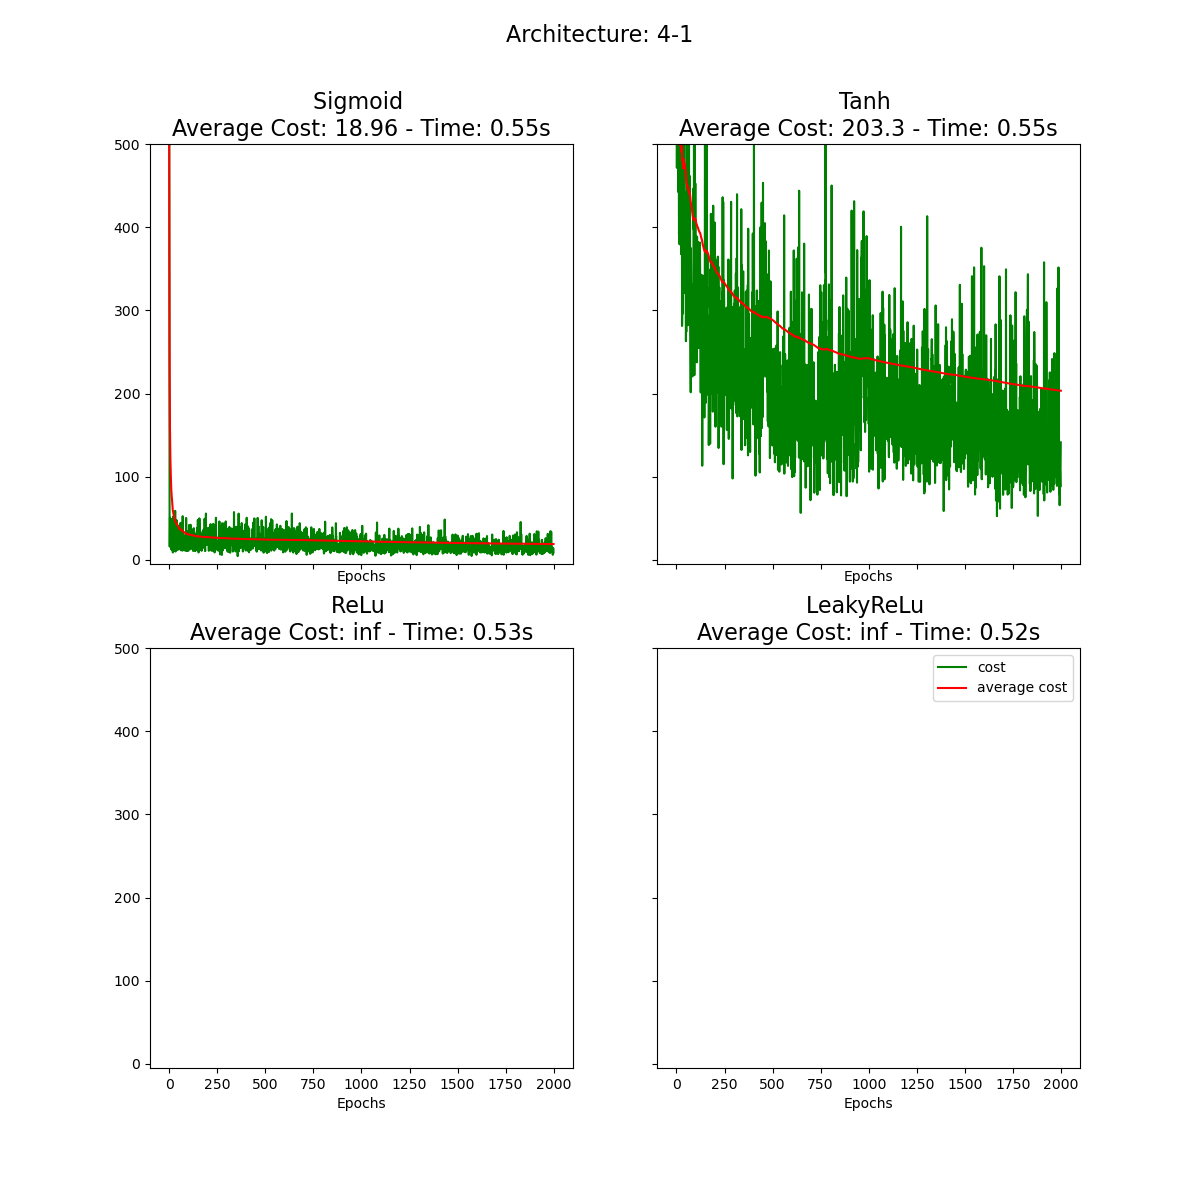 Architecture: 4-1
Sigmoid
Average Cost: 18.96 - Time: 0.55s
Tanh
Average Cost: 203.3 - Time: 0.55s
500
400
300
200
100
0
Epochs
Epochs
ReLu
Average Cost: inf - Time: 0.53s
LeakyReLu
Average Cost: inf - Time: 0.52s
500
400
300
200
100
0
cost
average cost
0 250 500 750 1000 1250 1500 1750 2000
Epochs
0 250 500 750 1000 1250 1500 1750 2000
Epochs